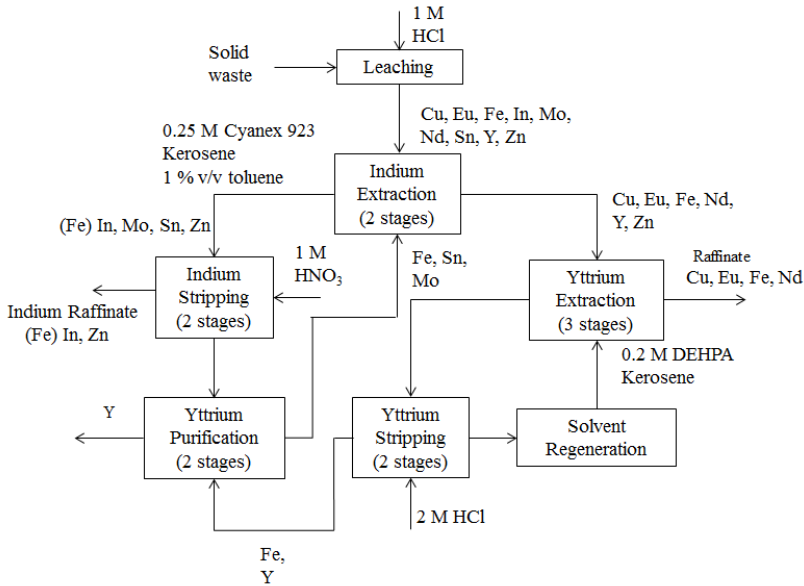 1 M
HCl
Solid
waste
Leaching
Cu, Eu, Fe, In, Mo,
Nd, Sn, Y, Zn
0.25 M Cyanex 923
Kerosene
1 % v/v toluene
Indium
Extraction
(2 stages)
Cu, Eu, Fe, Nd,
Y, Zn
(Fe) In, Mo, Sn, Zn
1 M
HNO3
Fe, Sn,
Mo
Indium
Stripping
(2 stages)
Indium Raffinate
(Fe) In, Zn
Yttrium
Extraction
(3 stages)
Raffinate
Cu, Eu, Fe, Nd
0.2 M DEHPA
Kerosene
Y
Yttrium
Purification
(2 stages)
Yttrium
Stripping
(2 stages)
Solvent
Regeneration
2 M HCl
Fe,
Y